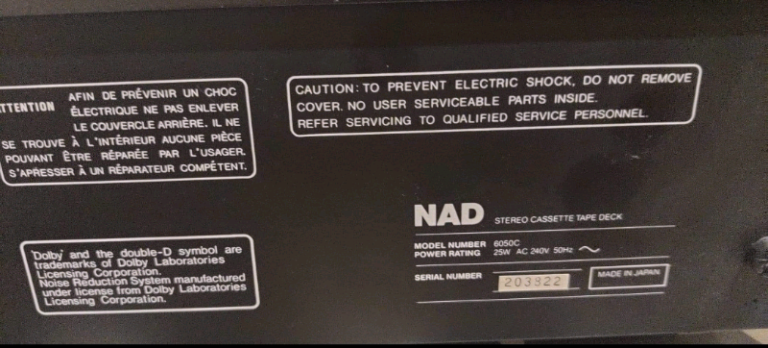 ATTENTION AFIN DE PRÉVENIR UN CHOC
ÉLECTRIQUE NE PAS ENLEVER
LE COUVERCLE ARRIÈRE. IL NE
SE TROUVE À L'INTÉRIEUR AUCUNE PIÈCE
POUVANT ÊTRE RÉPARÉE PAR L'USAGER.
S'APRESSER À UN RÉPARATEUR COMPÉTENT.
CAUTION: TO PREVENT ELECTRIC SHOCK, DO NOT REMOVE
COVER. NO USER SERVICEABLE PARTS INSIDE.
REFER SERVICING TO QUALIFIED SERVICE PERSONNEL.
'Dolby' and the double-D symbol are
trademarks of Dolby Laboratories
Licensing Corporation.
Noise Reduction System manufactured
under license from Dolby Laboratories
Licensing Corporation.
NAD STEREO CASSETTE TAPE DECK
MODEL NUMBER 6050C
POWER RATING 25W AC 240V 50Hz
SERIAL NUMBER 203922 MADE IN JAPAN